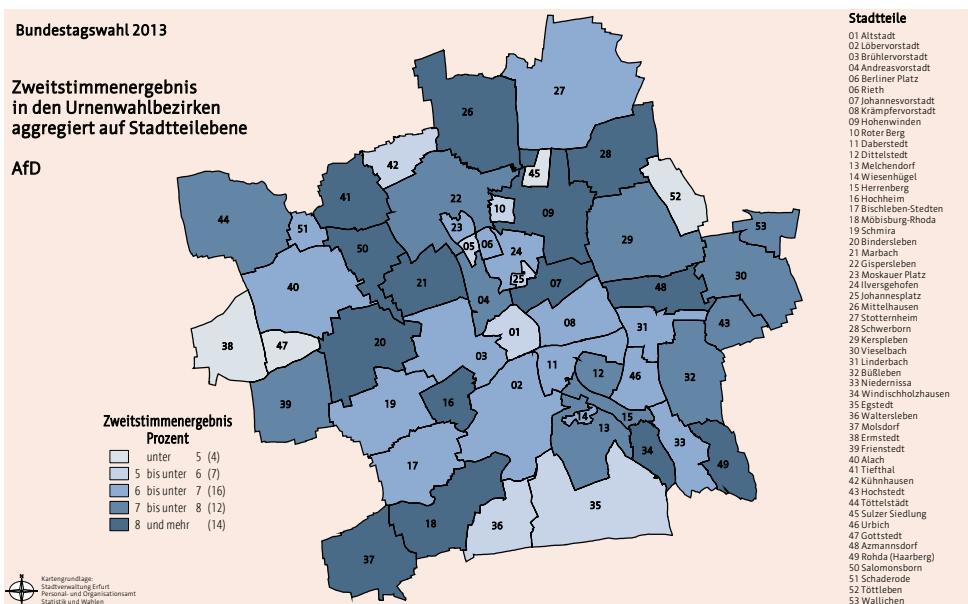 Bundestagswahl 2013
Zweitstimmenergebnis
in den Urnenwahlbezirken
aggregiert auf Stadtteilebene
AfD
27
26
28
42
45
52
41
22
10
44
09
53
51
23
05
06
24
29
50
30
25
40
21
07
48
04
43
08
31
01
38
47
20
03
11
12
02
46
32
39
19
16
14
15
13
33
34
17
49
35
36
18
37
Zweitstimmenergebnis
Prozent
unter 5 (4)
5 bis unter 6 (7)
6 bis unter 7 (16)
7 bis unter 8 (12)
8 und mehr (14)
Kartengrundlage:
Stadtverwaltung Erfurt
Personal- und Organisationsamt
Statistik und Wahlen
Stadtteile
01 Altstadt
02 Löbervorstadt
03 Brühlervorstadt
04 Andreasvorstadt
06 Berliner Platz
06 Rieth
07 Johannesvorstadt
08 Krämpfervorstadt
09 Hohenwinden
10 Roter Berg
11 Daberstedt
12 Dittelstedt
13 Melchendorf
14 Wiesenhügel
15 Herrenberg
16 Hochheim
17 Bischleben-Stedten
18 Möbisburg-Rhoda
19 Schmira
20 Bindersleben
21 Marbach
22 Gispersleben
23 Moskauer Platz
24 Ilversgehofen
25 Johannesplatz
26 Mittelhausen
27 Stotternheim
28 Schwerborn
29 Kerspleben
30 Vieselbach
31 Linderbach
32 Büßleben
33 Niedernissa
34 Windischholzhausen
35 Egstedt
36 Waltersleben
37 Molsdorf
38 Ermstedt
39 Frienstedt
40 Alach
41 Tiefthal
42 Kühnhausen
43 Hochstedt
44 Töttelstädt
45 Sulzer Siedlung
46 Urbich
47 Gottstedt
48 Azmannsdorf
49 Rohda (Haarberg)
50 Salomonsborn
51 Schaderode
52 Töttleben
53 Wallichen